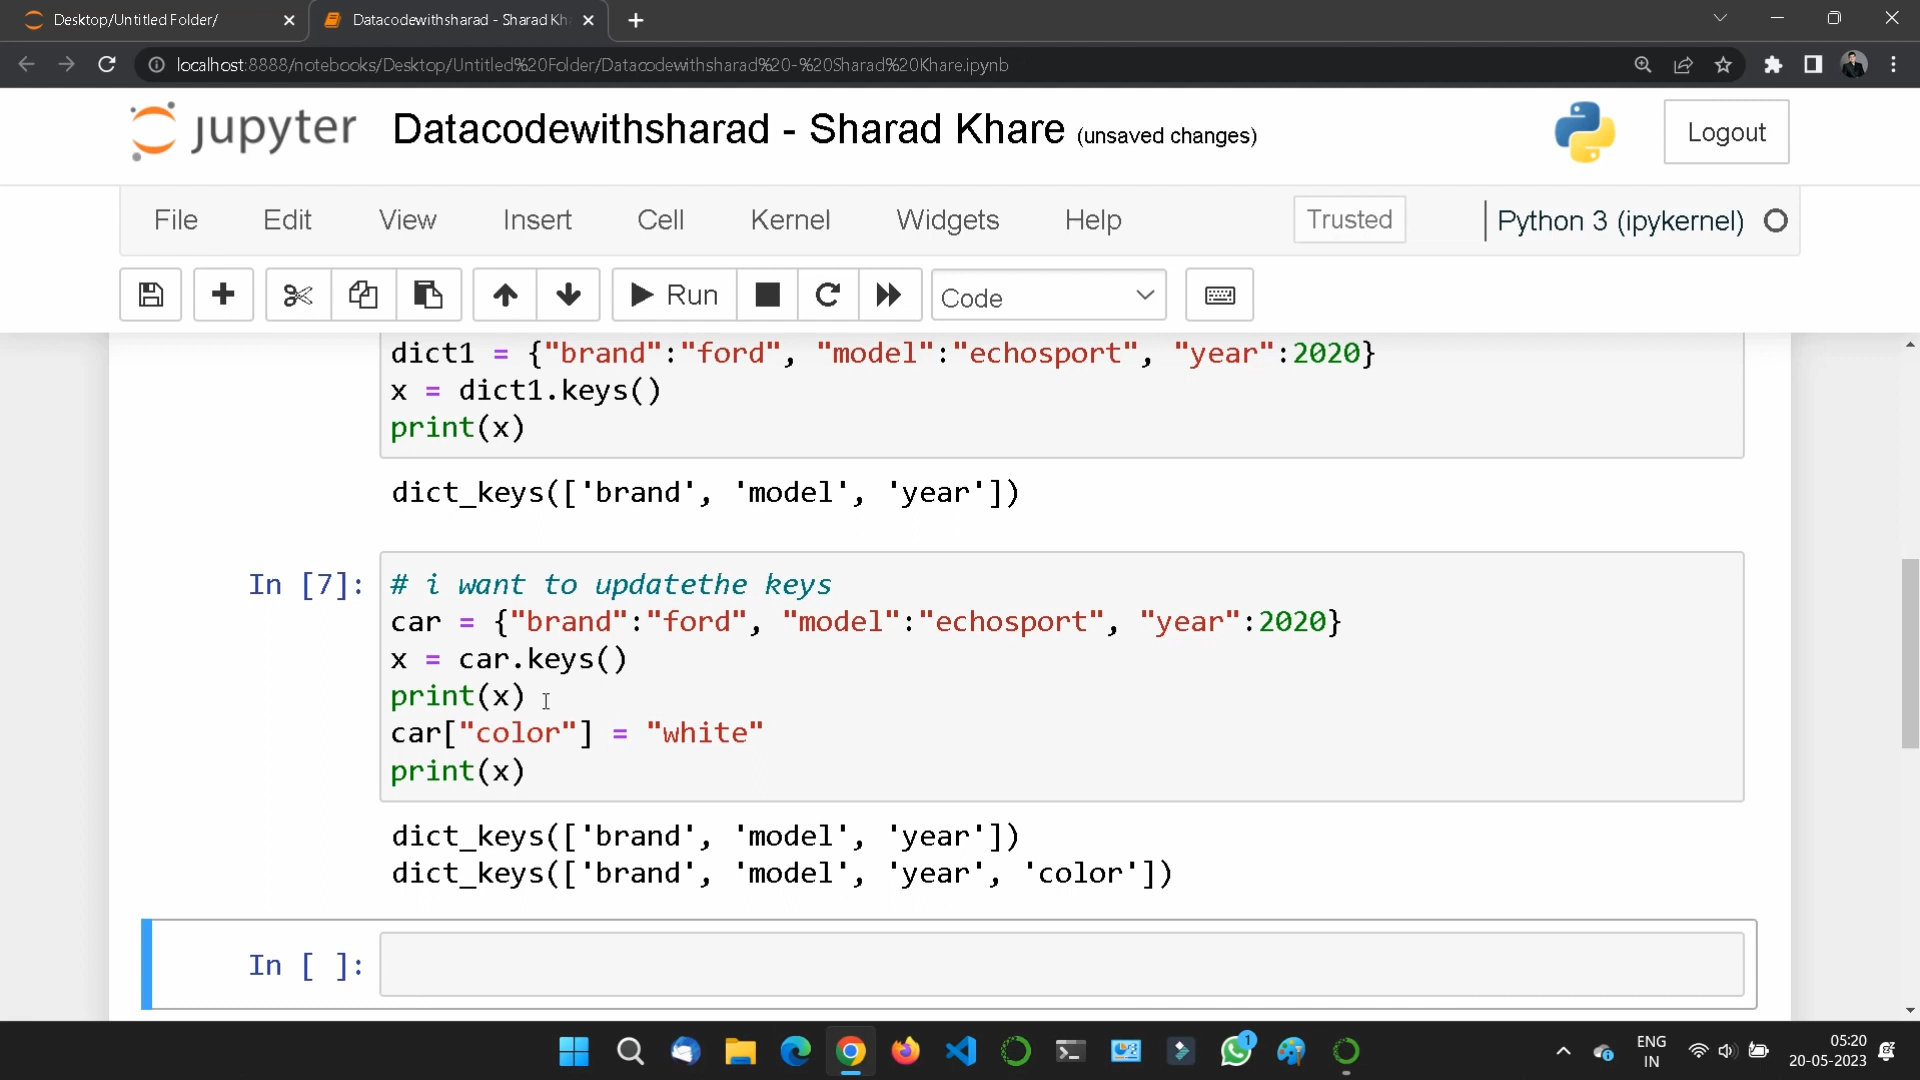 Desktop/Untitled Folder/
Datacodewithsharad - Sharad Kh
localhost:8888/notebooks/Desktop/Untitled%20Folder/Datacodewithsharad%20-%20Sharad%20Khare.ipynb
jupyter Datacodewithsharad - Sharad Khare (unsaved changes) Logout
File Edit View Insert Cell Kernel Widgets Help Trusted Python 3 (ipykernel)
Run Code
dict1 = {"brand":"ford", "model":"echosport", "year":2020}
x = dict1.keys()
print(x)
dict_keys(['brand', 'model', 'year'])
In [7]: # i want to updatethe keys
car = {"brand":"ford", "model":"echosport", "year":2020}
x = car.keys()
print(x)
car["color"] = "white"
print(x)
dict_keys(['brand', 'model', 'year'])
dict_keys(['brand', 'model', 'year', 'color'])
In [ ]:
1
ENG
IN
05:20
20-05-2023